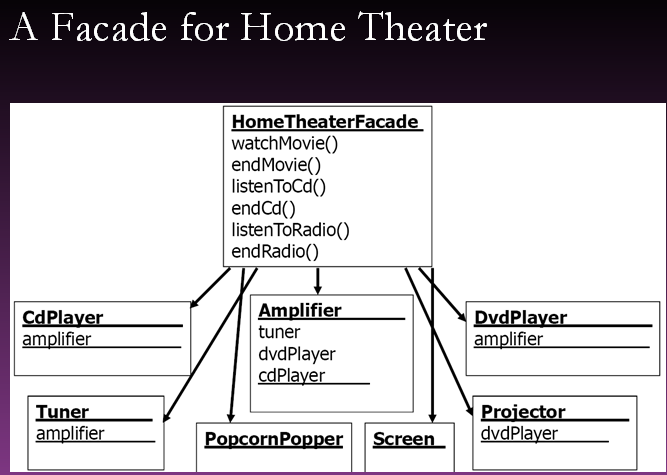 A Facade for Home Theater
HomeTheaterFacade
watchMovie()
endMovie()
listenToCd()
endCd()
listenToRadio()
endRadio()
CdPlayer
amplifier
Amplifier
tuner
dvdPlayer
cdPlayer
DvdPlayer
amplifier
Tuner
amplifier
PopcornPopper
Screen
Projector
dvdPlayer